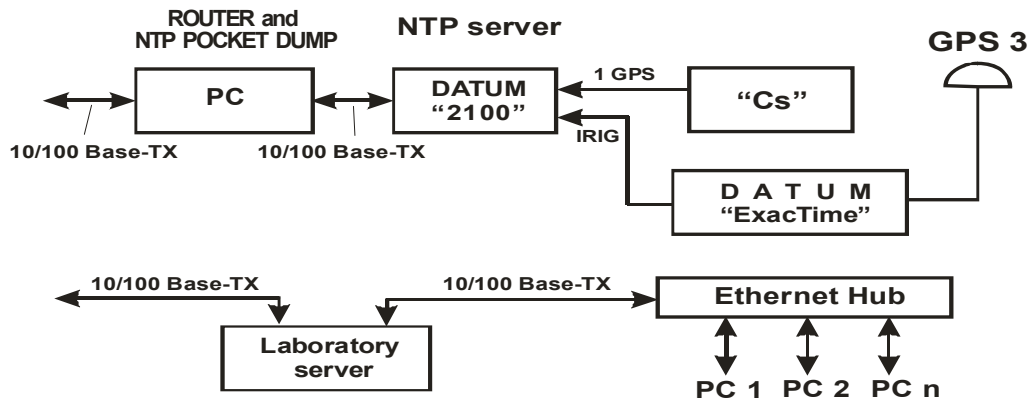 ROUTER and
NTP POCKET DUMP
NTP server
GPS 3
PC
DATUM
“2100”
1 GPS
“Cs”
IRIG
10/100 Base-TX
10/100 Base-TX
D A T U M
“ExacTime”
10/100 Base-TX
10/100 Base-TX
Ethernet Hub
Laboratory
server
PC 1
PC 2
PC n